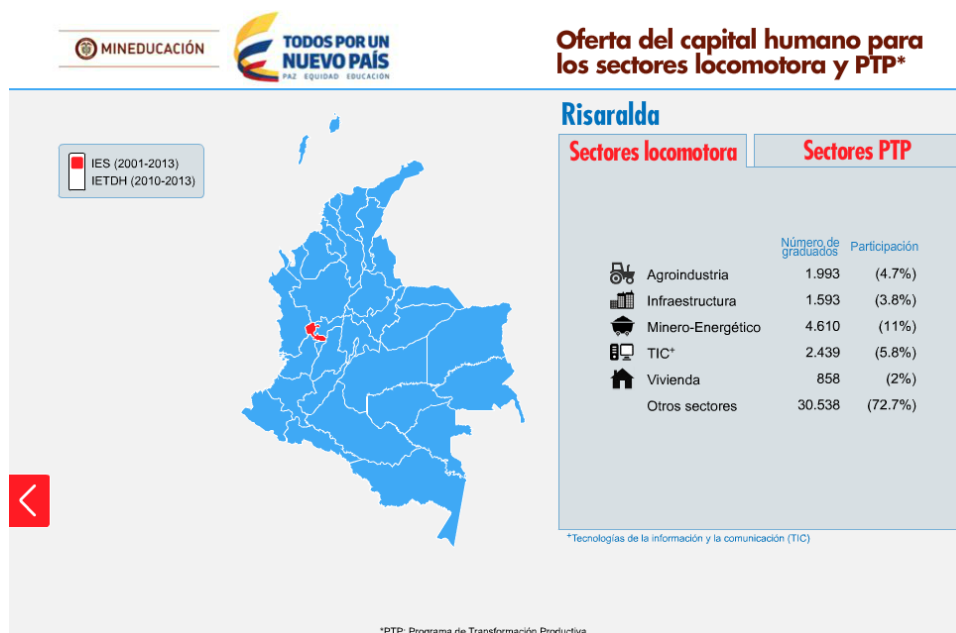 MINEDUCACIÓN
TODOS POR UN
NUEVO PAÍS
PAZ EQUIDAD EDUCACIÓN
Oferta del capital humano para
los sectores locomotora y PTP*
IES (2001-2013)
IETDH (2010-2013)
Risaralda
Sectores locomotora Sectores PTP
Número de
graduados Participación
Agroindustria 1.993 (4.7%)
Infraestructura 1.593 (3.8%)
Minero-Energético 4.610 (11%)
TIC+ 2.439 (5.8%)
Vivienda 858 (2%)
Otros sectores 30.538 (72.7%)
+Tecnologías de la información y la comunicación (TIC)
*PTP: Programa de Transformación Productiva